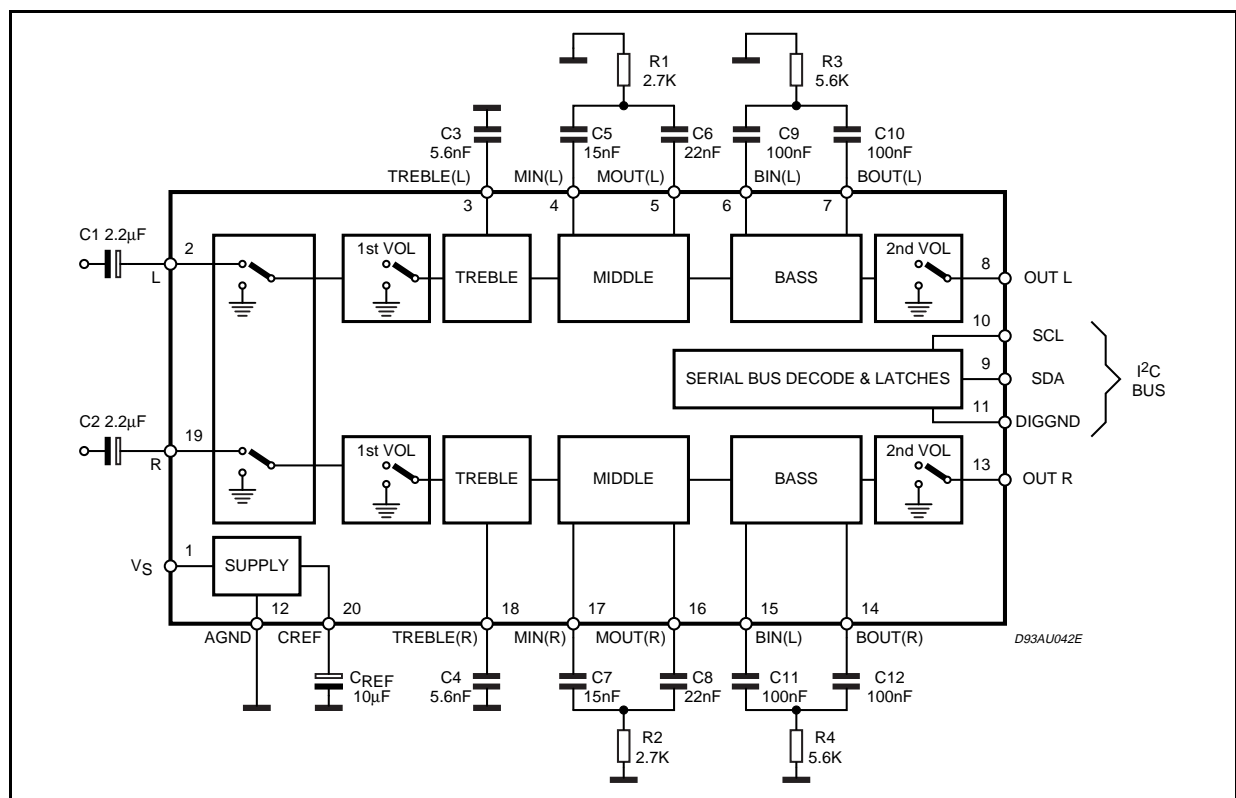 R1
2.7K
R3
5.6K
C3
5.6nF
C5
15nF
C6
22nF
C9
100nF
C10
100nF
TREBLE(L)
MIN(L)
MOUT(L)
BIN(L)
BOUT(L)
3
4
5
6
7
C1 2.2μF
2
L
1st VOL
TREBLE
MIDDLE
BASS
2nd VOL
8
OUT L
10
SCL
SERIAL BUS DECODE & LATCHES
9
SDA
I²C
BUS
11
DIGGND
C2 2.2μF
19
R
1st VOL
TREBLE
MIDDLE
BASS
2nd VOL
13
OUT R
VS
1
SUPPLY
12
20
18
17
16
15
14
AGND
CREF
TREBLE(R)
MIN(R)
MOUT(R)
BIN(L)
BOUT(R)
D93AU042E
CREF
10μF
C4
5.6nF
C7
15nF
C8
22nF
C11
100nF
C12
100nF
R2
2.7K
R4
5.6K